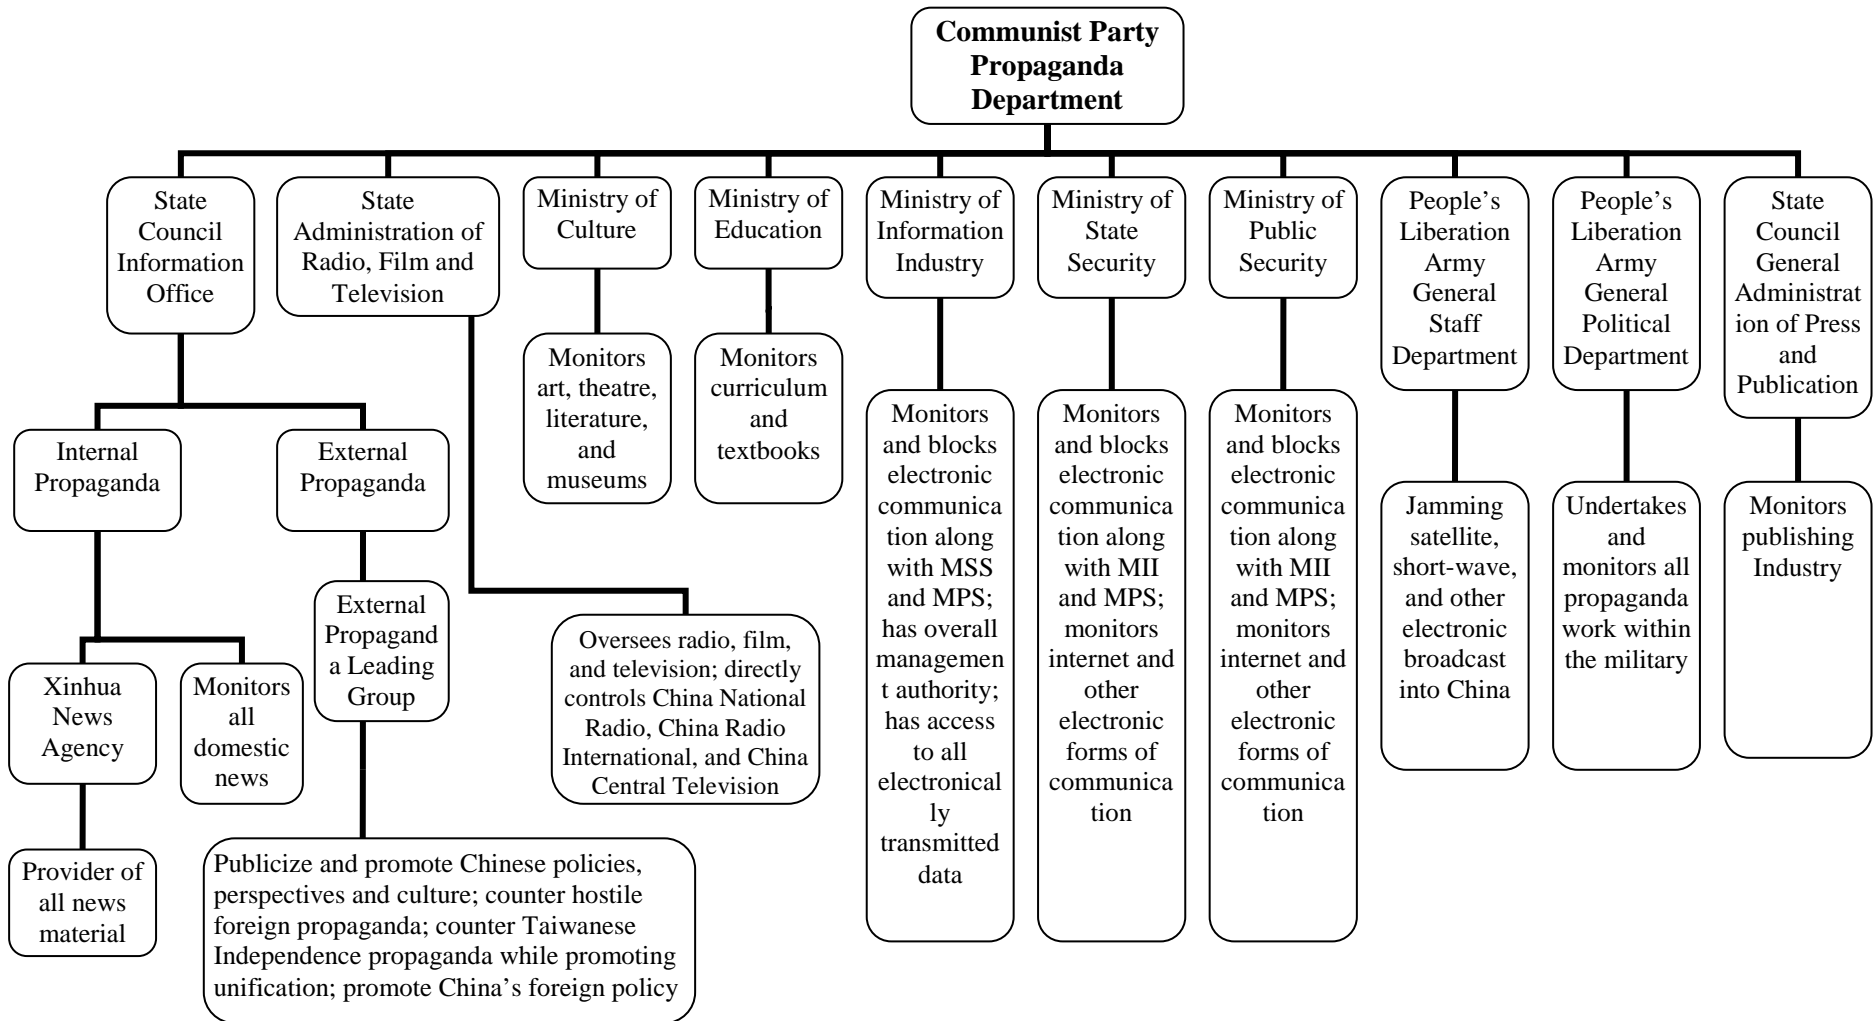 Communist Party
Propaganda
Department
State
Council
Information
Office
State
Administration of
Radio, Film and
Television
Ministry of
Culture
Ministry of
Education
Ministry of
Information
Industry
Ministry of
State
Security
Ministry of
Public
Security
People’s
Liberation
Army
General
Staff
Department
People’s
Liberation
Army
General
Political
Department
State
Council
General
Administrat
ion of Press
and
Publication
Internal
Propaganda
External
Propaganda
Monitors
art, theatre,
literature,
and
museums
Monitors
curriculum
and
textbooks
Monitors
and blocks
electronic
communica
tion along
with MSS
and MPS;
has overall
managemen
t authority;
has access
to all
electronical
ly
transmitted
data
Monitors
and blocks
electronic
communica
tion along
with MII
and MPS;
monitors
internet and
other
electronic
forms of
communica
tion
Monitors
and blocks
electronic
communica
tion along
with MII
and MPS;
monitors
internet and
other
electronic
forms of
communica
tion
Jamming
satellite,
short-wave,
and other
electronic
broadcast
into China
Undertakes
and
monitors all
propaganda
work within
the military
Monitors
publishing
Industry
Xinhua
News
Agency
Monitors
all
domestic
news
External
Propagand
a Leading
Group
Oversees radio, film,
and television; directly
controls China National
Radio, China Radio
International, and China
Central Television
Provider of
all news
material
Publicize and promote Chinese policies,
perspectives and culture; counter hostile
foreign propaganda; counter Taiwanese
Independence propaganda while promoting
unification; promote China’s foreign policy